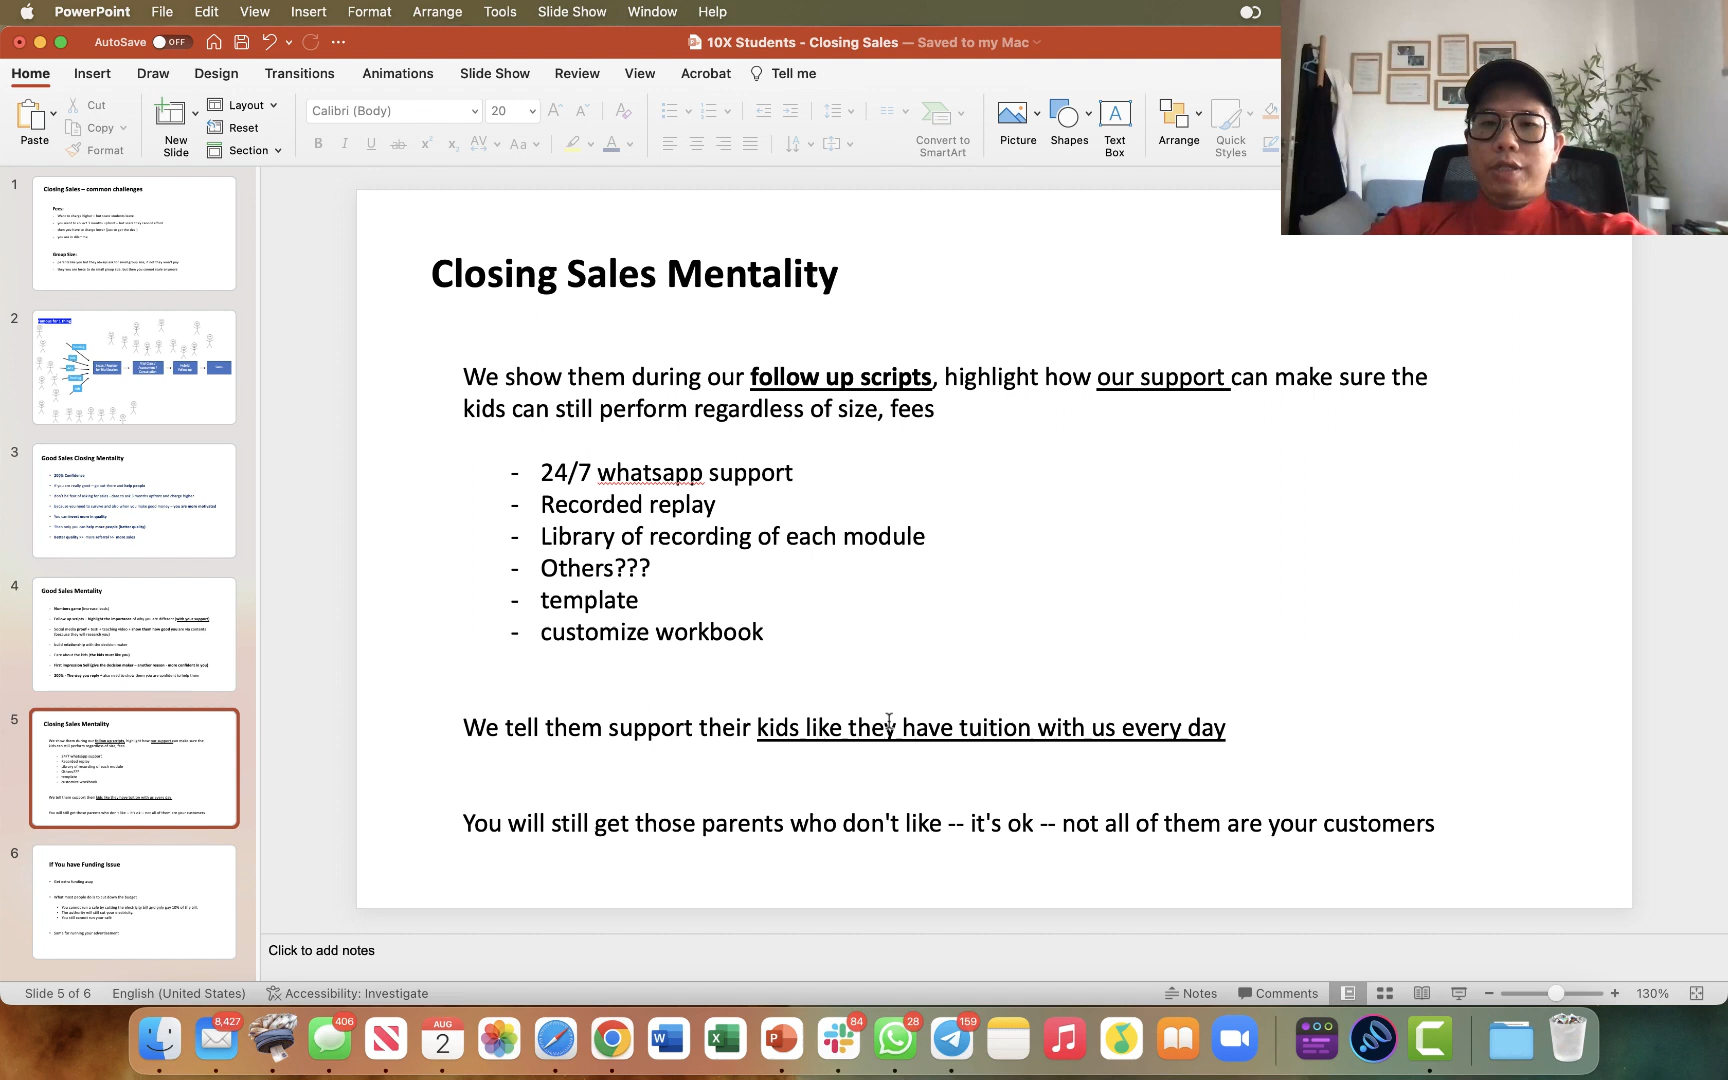 PowerPoint File Edit View Insert Format Arrange Tools Slide Show Window Help
AutoSave OFF 10X Students - Closing Sales — Saved to my Mac
Home Insert Draw Design Transitions Animations Slide Show Review View Acrobat Tell me
Paste
Cut
Copy
Format
New Slide
Layout
Reset
Section
Calibri (Body) 20
Convert to SmartArt
Picture
Shapes
Text Box
Arrange
Quick Styles
1
Closing Sales – common challenges
Fees:
Group Size:
2
3
Good Sales Closing Mentality
4
Good Sales Mentality
5
Closing Sales Mentality
6
If You have Funding Issue
Closing Sales Mentality
We show them during our follow up scripts, highlight how our support can make sure the
kids can still perform regardless of size, fees
- 24/7 whatsapp support
- Recorded replay
- Library of recording of each module
- Others???
- template
- customize workbook
We tell them support their kids like they have tuition with us every day
You will still get those parents who don't like -- it's ok -- not all of them are your customers
Click to add notes
Slide 5 of 6 English (United States) Accessibility: Investigate Notes Comments 130%
8,427
406
AUG
2
84
28
159